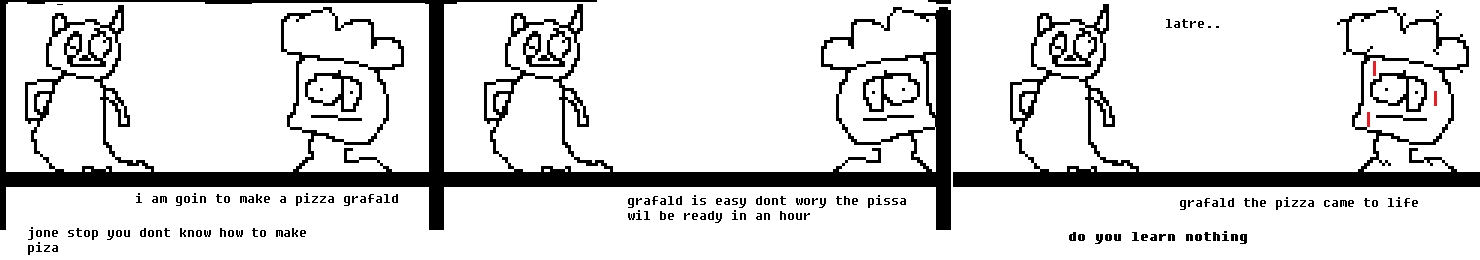 i am goin to make a pizza grafald
jone stop you dont know how to make
piza
grafald is easy dont wory the pissa
wil be ready in an hour
latre..
grafald the pizza came to life
do you learn nothing